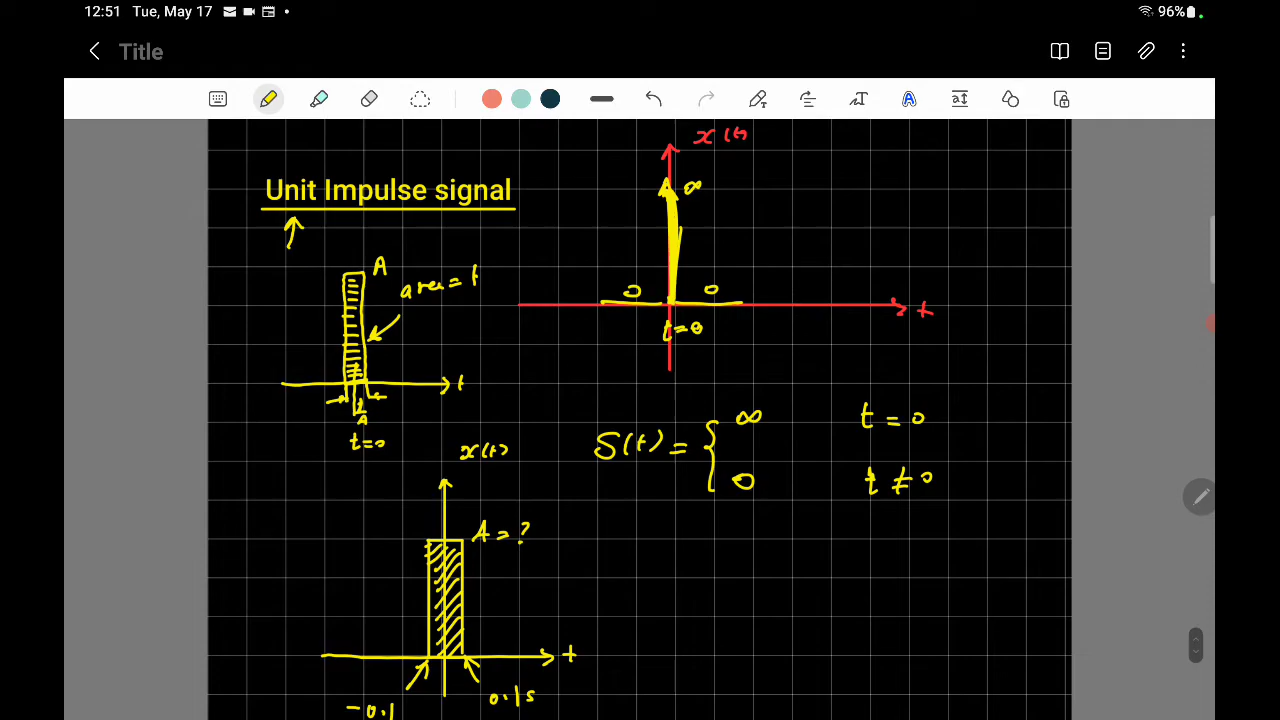 12:51 Tue, May 17
96%
Title
x(t)
Unit Impulse signal
∞
A
area = 1
0 0
t=0
t
t
1/A
t=0
δ(t) = { ∞ t = 0
0 t ≠ 0
x(t)
A = ?
t
-0.1
0.1s